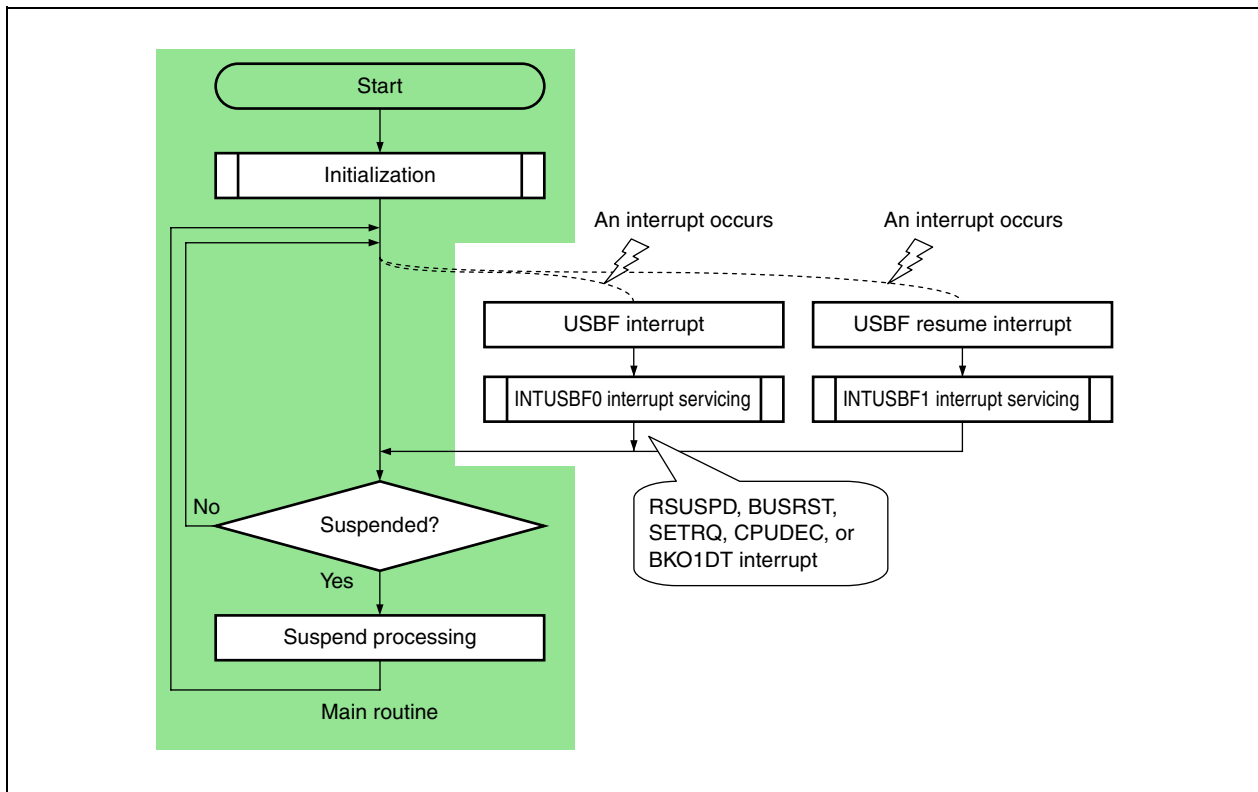 Start
Initialization
An interrupt occurs
An interrupt occurs
USBF interrupt
USBF resume interrupt
INTUSBF0 interrupt servicing
INTUSBF1 interrupt servicing
RSUSPD, BUSRST,
SETRQ, CPUDEC, or
BKO1DT interrupt
No
Suspended?
Yes
Suspend processing
Main routine